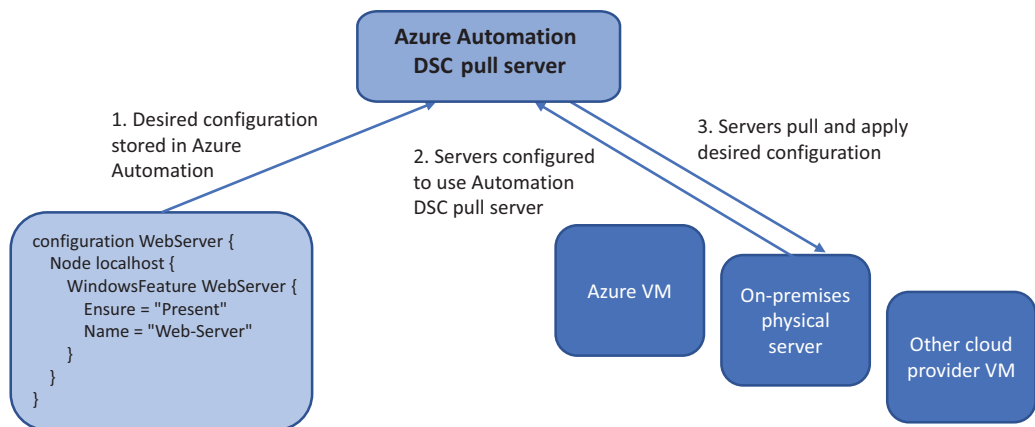 Azure Automation
DSC pull server
1. Desired configuration
stored in Azure
Automation
2. Servers configured
to use Automation
DSC pull server
3. Servers pull and apply
desired configuration
configuration WebServer {
Node localhost {
WindowsFeature WebServer {
Ensure = "Present"
Name = "Web-Server"
}
}
}
Azure VM
On-premises
physical
server
Other cloud
provider VM